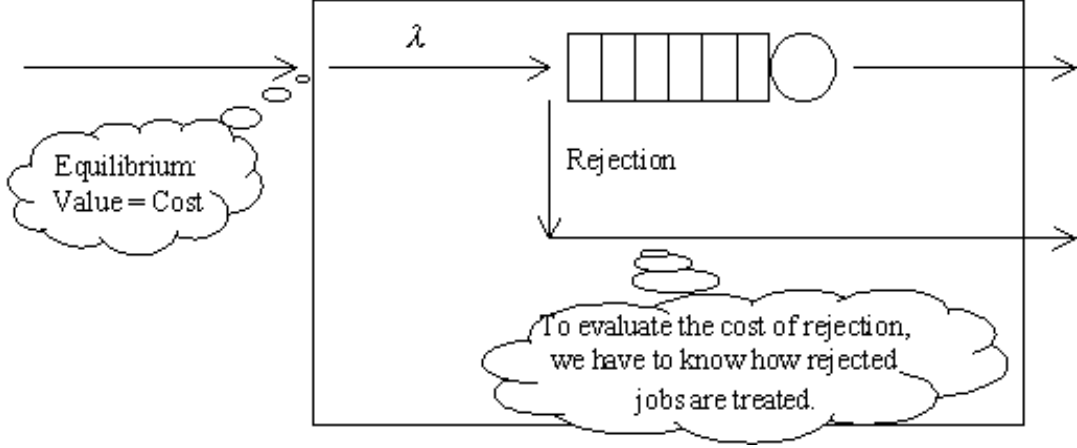 λ
Equilibrium:
Value = Cost
Rejection
To evaluate the cost of rejection,
we have to know how rejected
jobs are treated.